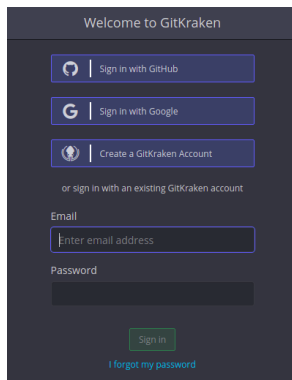 Welcome to GitKraken
Sign in with GitHub
Sign in with Google
Create a GitKraken Account
or sign in with an existing GitKraken account
Email
Enter email address
Password
Sign in
I forgot my password